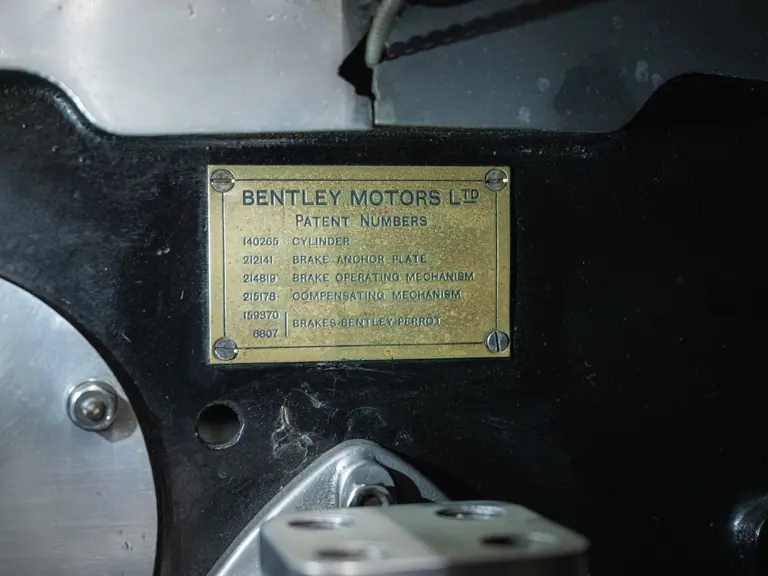 BENTLEY MOTORS LTD
PATENT NUMBERS
140265 CYLINDER
212141 BRAKE ANCHOR PLATE
214819 BRAKE OPERATING MECHANISM
215178 COMPENSATING MECHANISM
159870
BRAKES-BENTLEY PERROT
6807